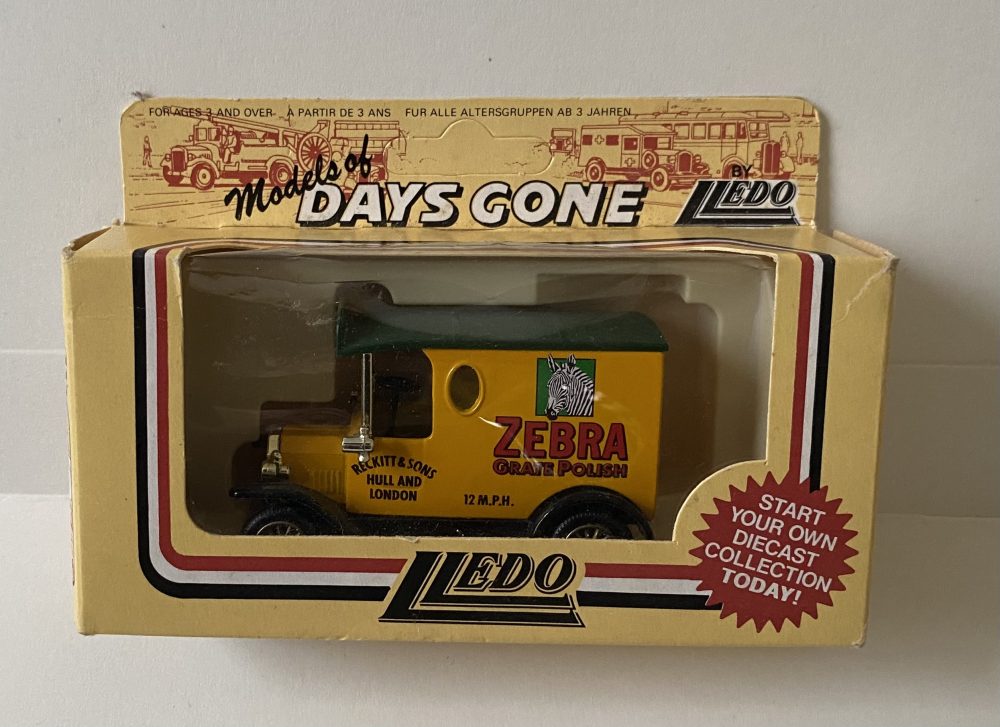 FOR AGES 3 AND OVER A PARTIR DE 3 ANS FUR ALLE ALTERSGRUPPEN AB 3 JAHREN
Models of
DAYS GONE
BY
LLEDO
ZEBRA
GRATE POLISH
RECKITT & SONS
HULL AND
LONDON
12 M.P.H.
LLEDO
START
YOUR OWN
DIECAST
COLLECTION
TODAY!